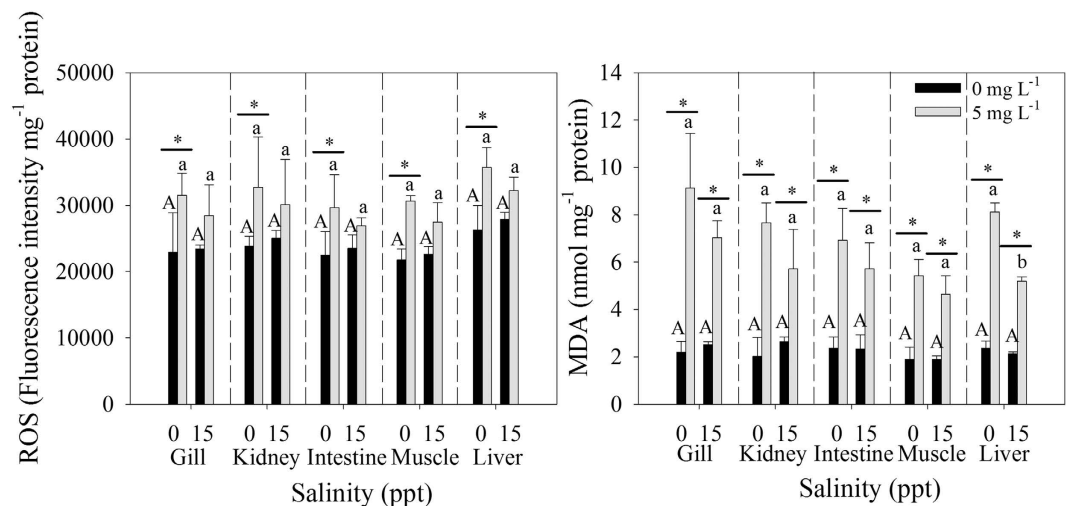 ROS (Fluorescence intensity mg⁻¹ protein)
50000
40000
30000
20000
10000
0
* * * * *
A a A a A a A a A a A a A a A a A a A a
0 15 0 15 0 15 0 15 0 15
Gill Kidney Intestine Muscle Liver
Salinity (ppt)
MDA (nmol mg⁻¹ protein)
14
12
10
8
6
4
2
0
0 mg L⁻¹
5 mg L⁻¹
* * * * * * * * * *
A a A a A a A a A a A a A a A a A a A b
0 15 0 15 0 15 0 15 0 15
Gill Kidney Intestine Muscle Liver
Salinity (ppt)